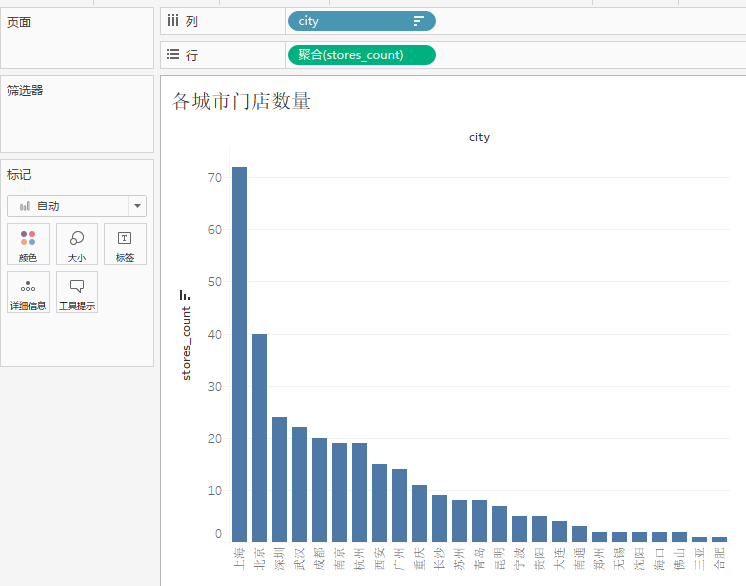 页面
列
city
行
聚合(stores_count)
筛选器
标记
自动
颜色
大小
标签
详细信息
工具提示
各城市门店数量
city
stores_count
70
60
50
40
30
20
10
0
上海
北京
深圳
武汉
成都
南京
杭州
西安
广州
重庆
长沙
苏州
青岛
昆明
宁波
贵阳
大连
南通
郑州
无锡
沈阳
海口
佛山
三亚
合肥